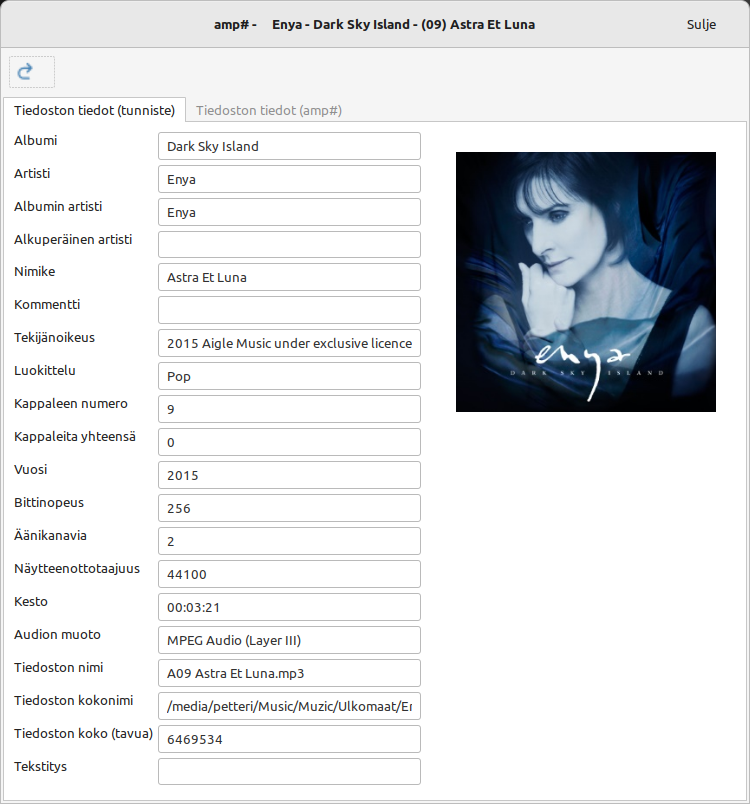 amp# - Enya - Dark Sky Island - (09) Astra Et Luna
Sulje
Tiedoston tiedot (tunniste)
Tiedoston tiedot (amp#)
Albumi
Dark Sky Island
Artisti
Enya
Albumin artisti
Enya
Alkuperäinen artisti
Nimike
Astra Et Luna
Kommentti
Tekijänoikeus
2015 Aigle Music under exclusive licence
Luokittelu
Pop
Kappaleen numero
9
Kappaleita yhteensä
0
Vuosi
2015
Bittinopeus
256
Äänikanavia
2
Näytteenottotaajuus
44100
Kesto
00:03:21
Audion muoto
MPEG Audio (Layer III)
Tiedoston nimi
A09 Astra Et Luna.mp3
Tiedoston kokonimi
/media/petteri/Music/Muzic/Ulkomaat/En
Tiedoston koko (tavua)
6469534
Tekstitys
enya
DARK SKY ISLAND